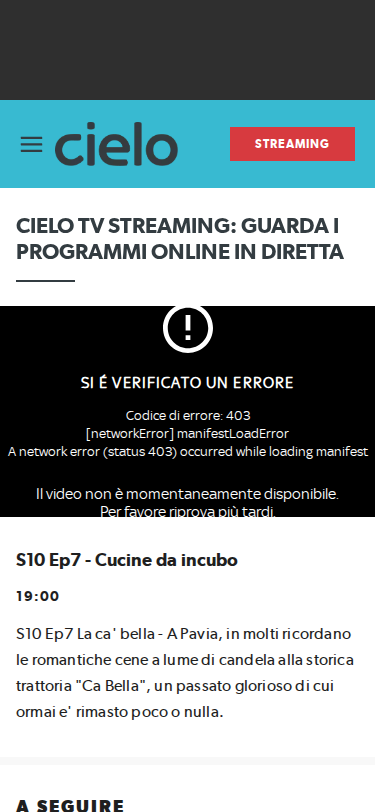 cielo
STREAMING
CIELO TV STREAMING: GUARDA I
PROGRAMMI ONLINE IN DIRETTA
SI É VERIFICATO UN ERRORE
Codice di errore: 403
[networkError] manifestLoadError
A network error (status 403) occurred while loading manifest
Il video non è momentaneamente disponibile.
Per favore riprova più tardi.
S10 Ep7 - Cucine da incubo
19:00
S10 Ep7 La ca' bella - A Pavia, in molti ricordano
le romantiche cene a lume di candela alla storica
trattoria "Ca Bella", un passato glorioso di cui
ormai e' rimasto poco o nulla.
A SEGUIRE